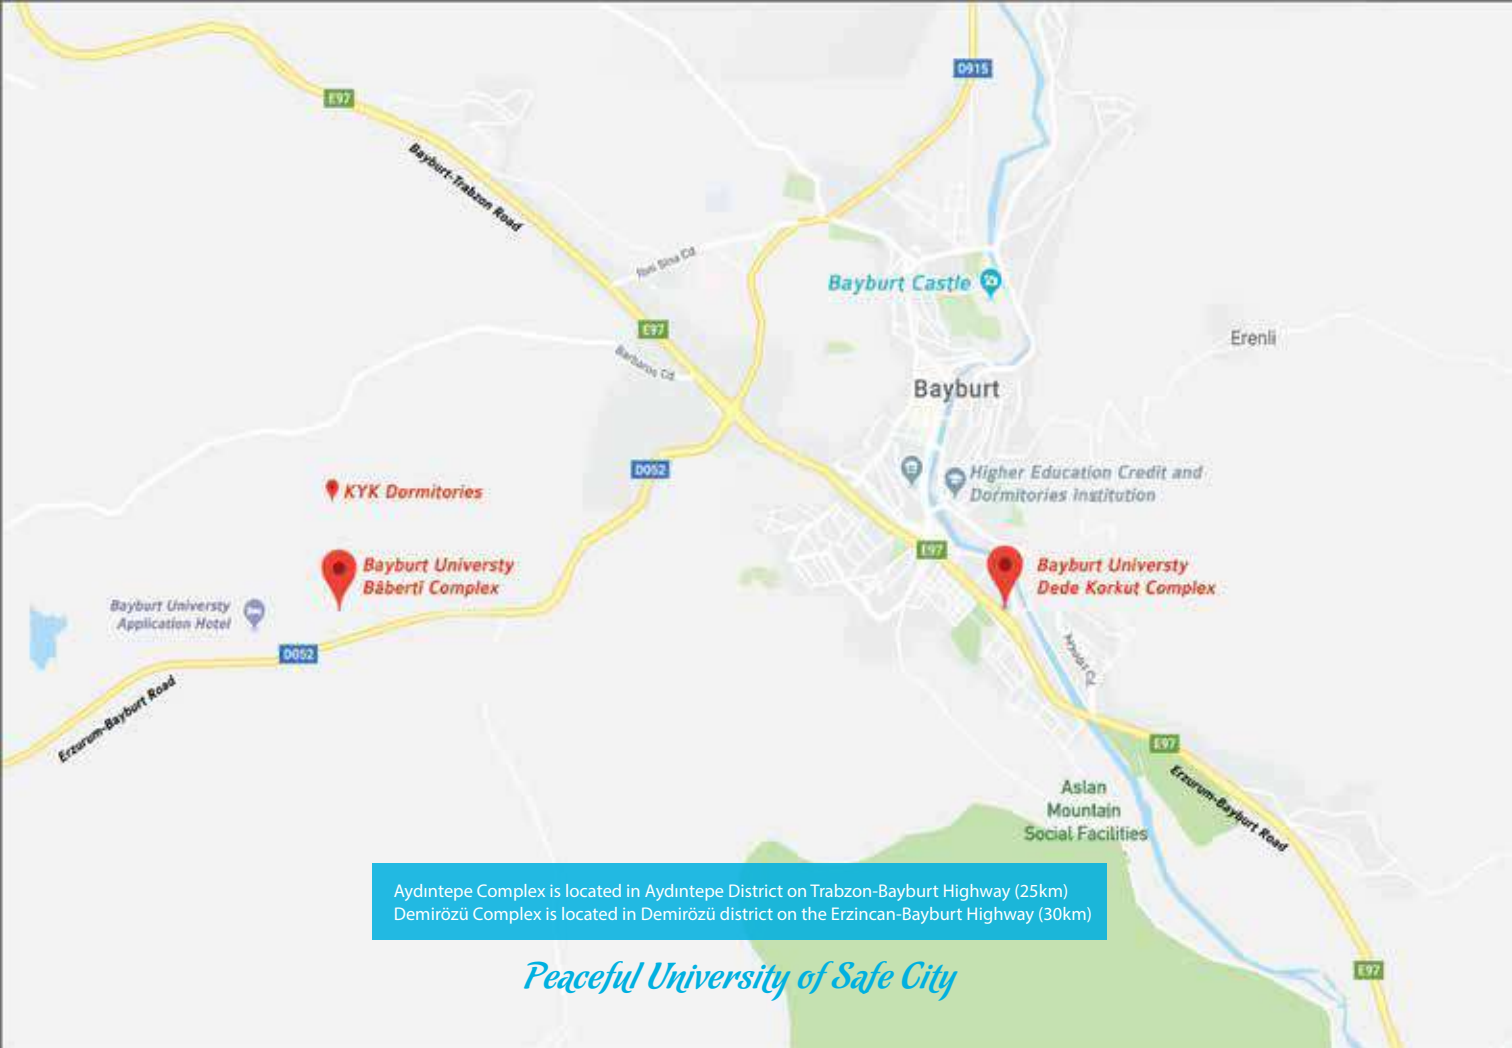 D915
E97
Bayburt-Trabzon Road
İbni Sina Cd
Bayburt Castle
E97
Erenli
Barbaros Cd
Bayburt
D052
Higher Education Credit and
Dormitories Institution
KYK Dormitories
E97
Bayburt Universty
Bâbertî Complex
Bayburt Universty
Dede Korkut Complex
Bayburt Universty
Application Hotel
D052
Erzurum-Bayburt Road
E97
Erzurum-Bayburt Road
Aslan
Mountain
Social Facilities
Aydıntepe Complex is located in Aydıntepe District on Trabzon-Bayburt Highway (25km)
Demirözü Complex is located in Demirözü district on the Erzincan-Bayburt Highway (30km)
Peaceful University of Safe City
E97